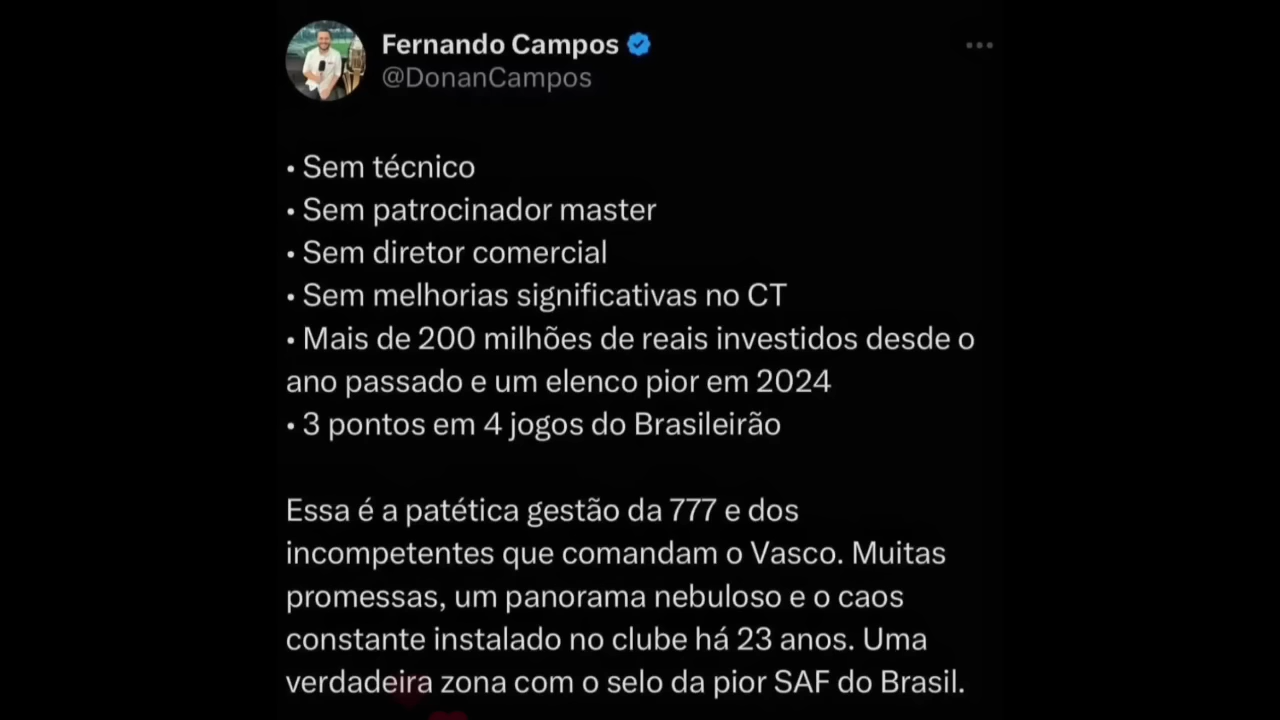 Fernando Campos
@DonanCampos
• Sem técnico
• Sem patrocinador master
• Sem diretor comercial
• Sem melhorias significativas no CT
• Mais de 200 milhões de reais investidos desde o
ano passado e um elenco pior em 2024
• 3 pontos em 4 jogos do Brasileirão
Essa é a patética gestão da 777 e dos
incompetentes que comandam o Vasco. Muitas
promessas, um panorama nebuloso e o caos
constante instalado no clube há 23 anos. Uma
verdadeira zona com o selo da pior SAF do Brasil.